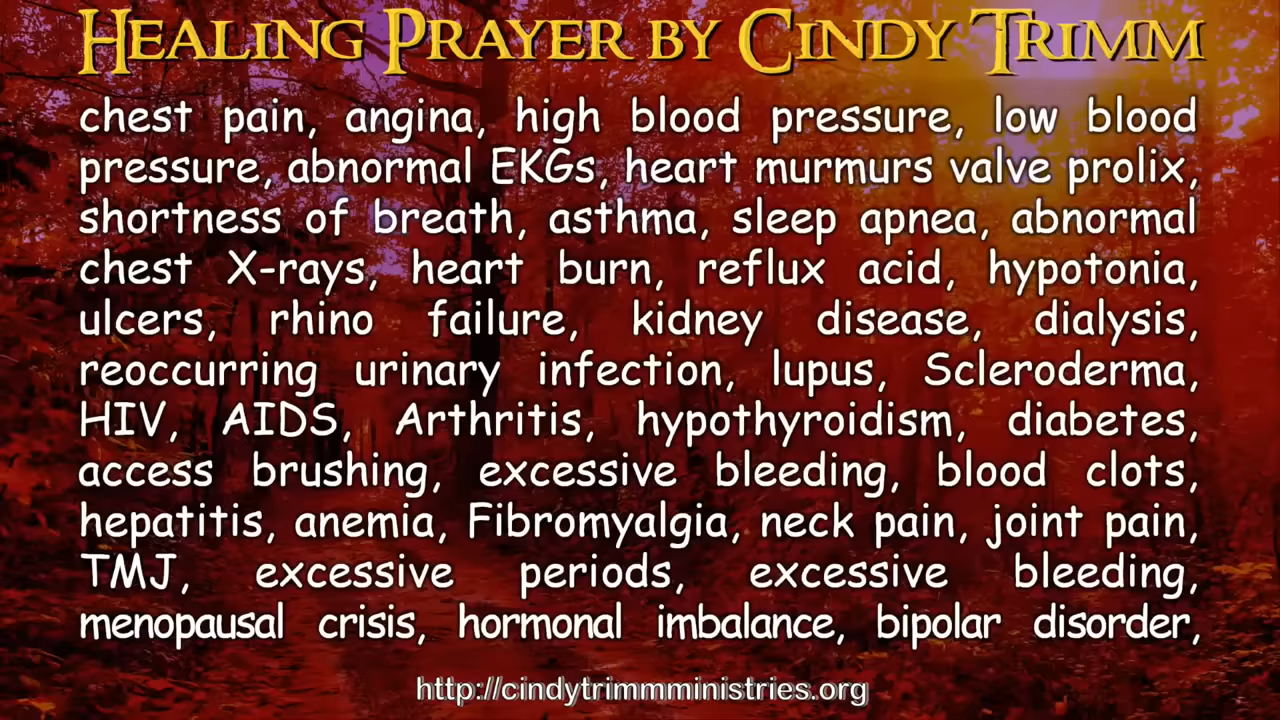 Healing Prayer by Cindy Trimm
chest pain, angina, high blood pressure, low blood
pressure, abnormal EKGs, heart murmurs valve prolix,
shortness of breath, asthma, sleep apnea, abnormal
chest X-rays, heart burn, reflux acid, hypotonia,
ulcers, rhino failure, kidney disease, dialysis,
reoccurring urinary infection, lupus, Scleroderma,
HIV, AIDS, Arthritis, hypothyroidism, diabetes,
access brushing, excessive bleeding, blood clots,
hepatitis, anemia, Fibromyalgia, neck pain, joint pain,
TMJ, excessive periods, excessive bleeding,
menopausal crisis, hormonal imbalance, bipolar disorder,
http://cindytrimmministries.org